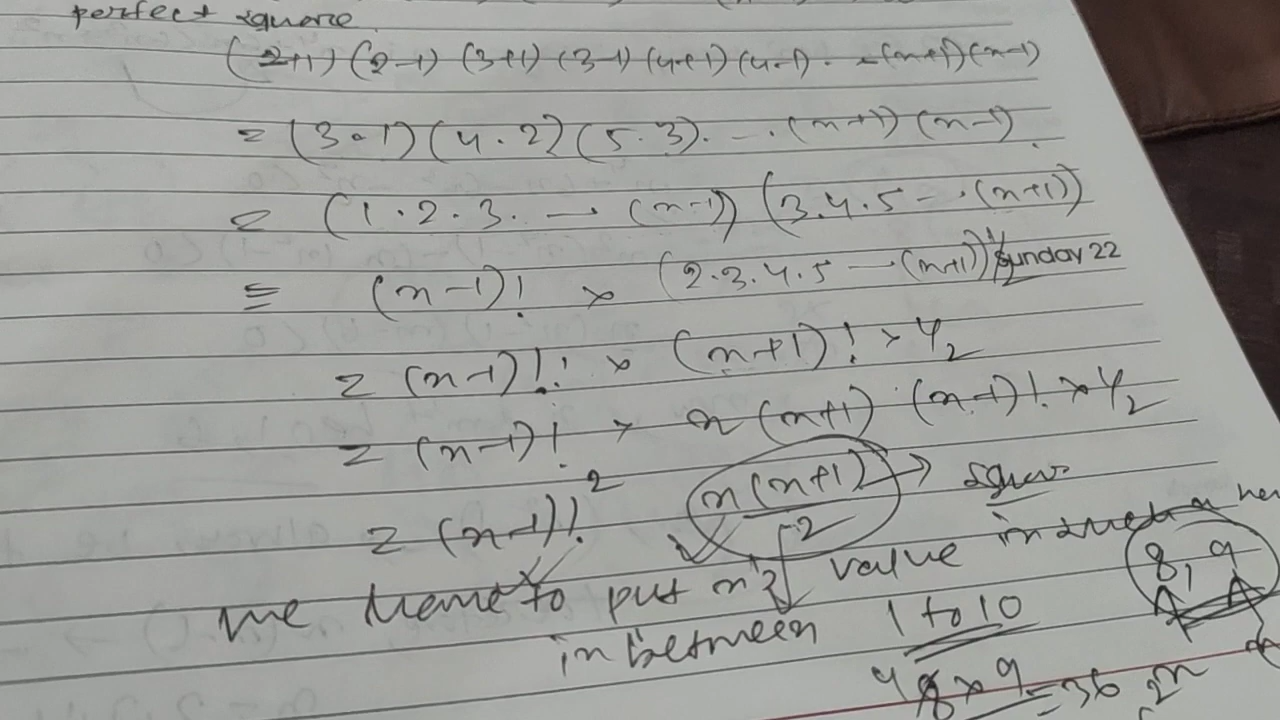 perfect square
(2+1) (2-1) (3+1) (3-1) (4+1) (4-1) . - (n+1) (n-1)
= (3.1) (4.2) (5.3). - . (n+1) (n-1)
= (1.2.3. — (n-1)) (3.4.5 - . (n+1))
= (n-1)! × (2.3.4.5 — (n+1)) ½
Sunday 22
= (n-1)! × (n+1)! × ½
= (n-1)! × n (n+1) (n-1)! × ½
= (n-1)!² n(n+1)/2 →
we have to put n's value in such a
in between 1 to 10
8, 9
4 8 × 9 = 36